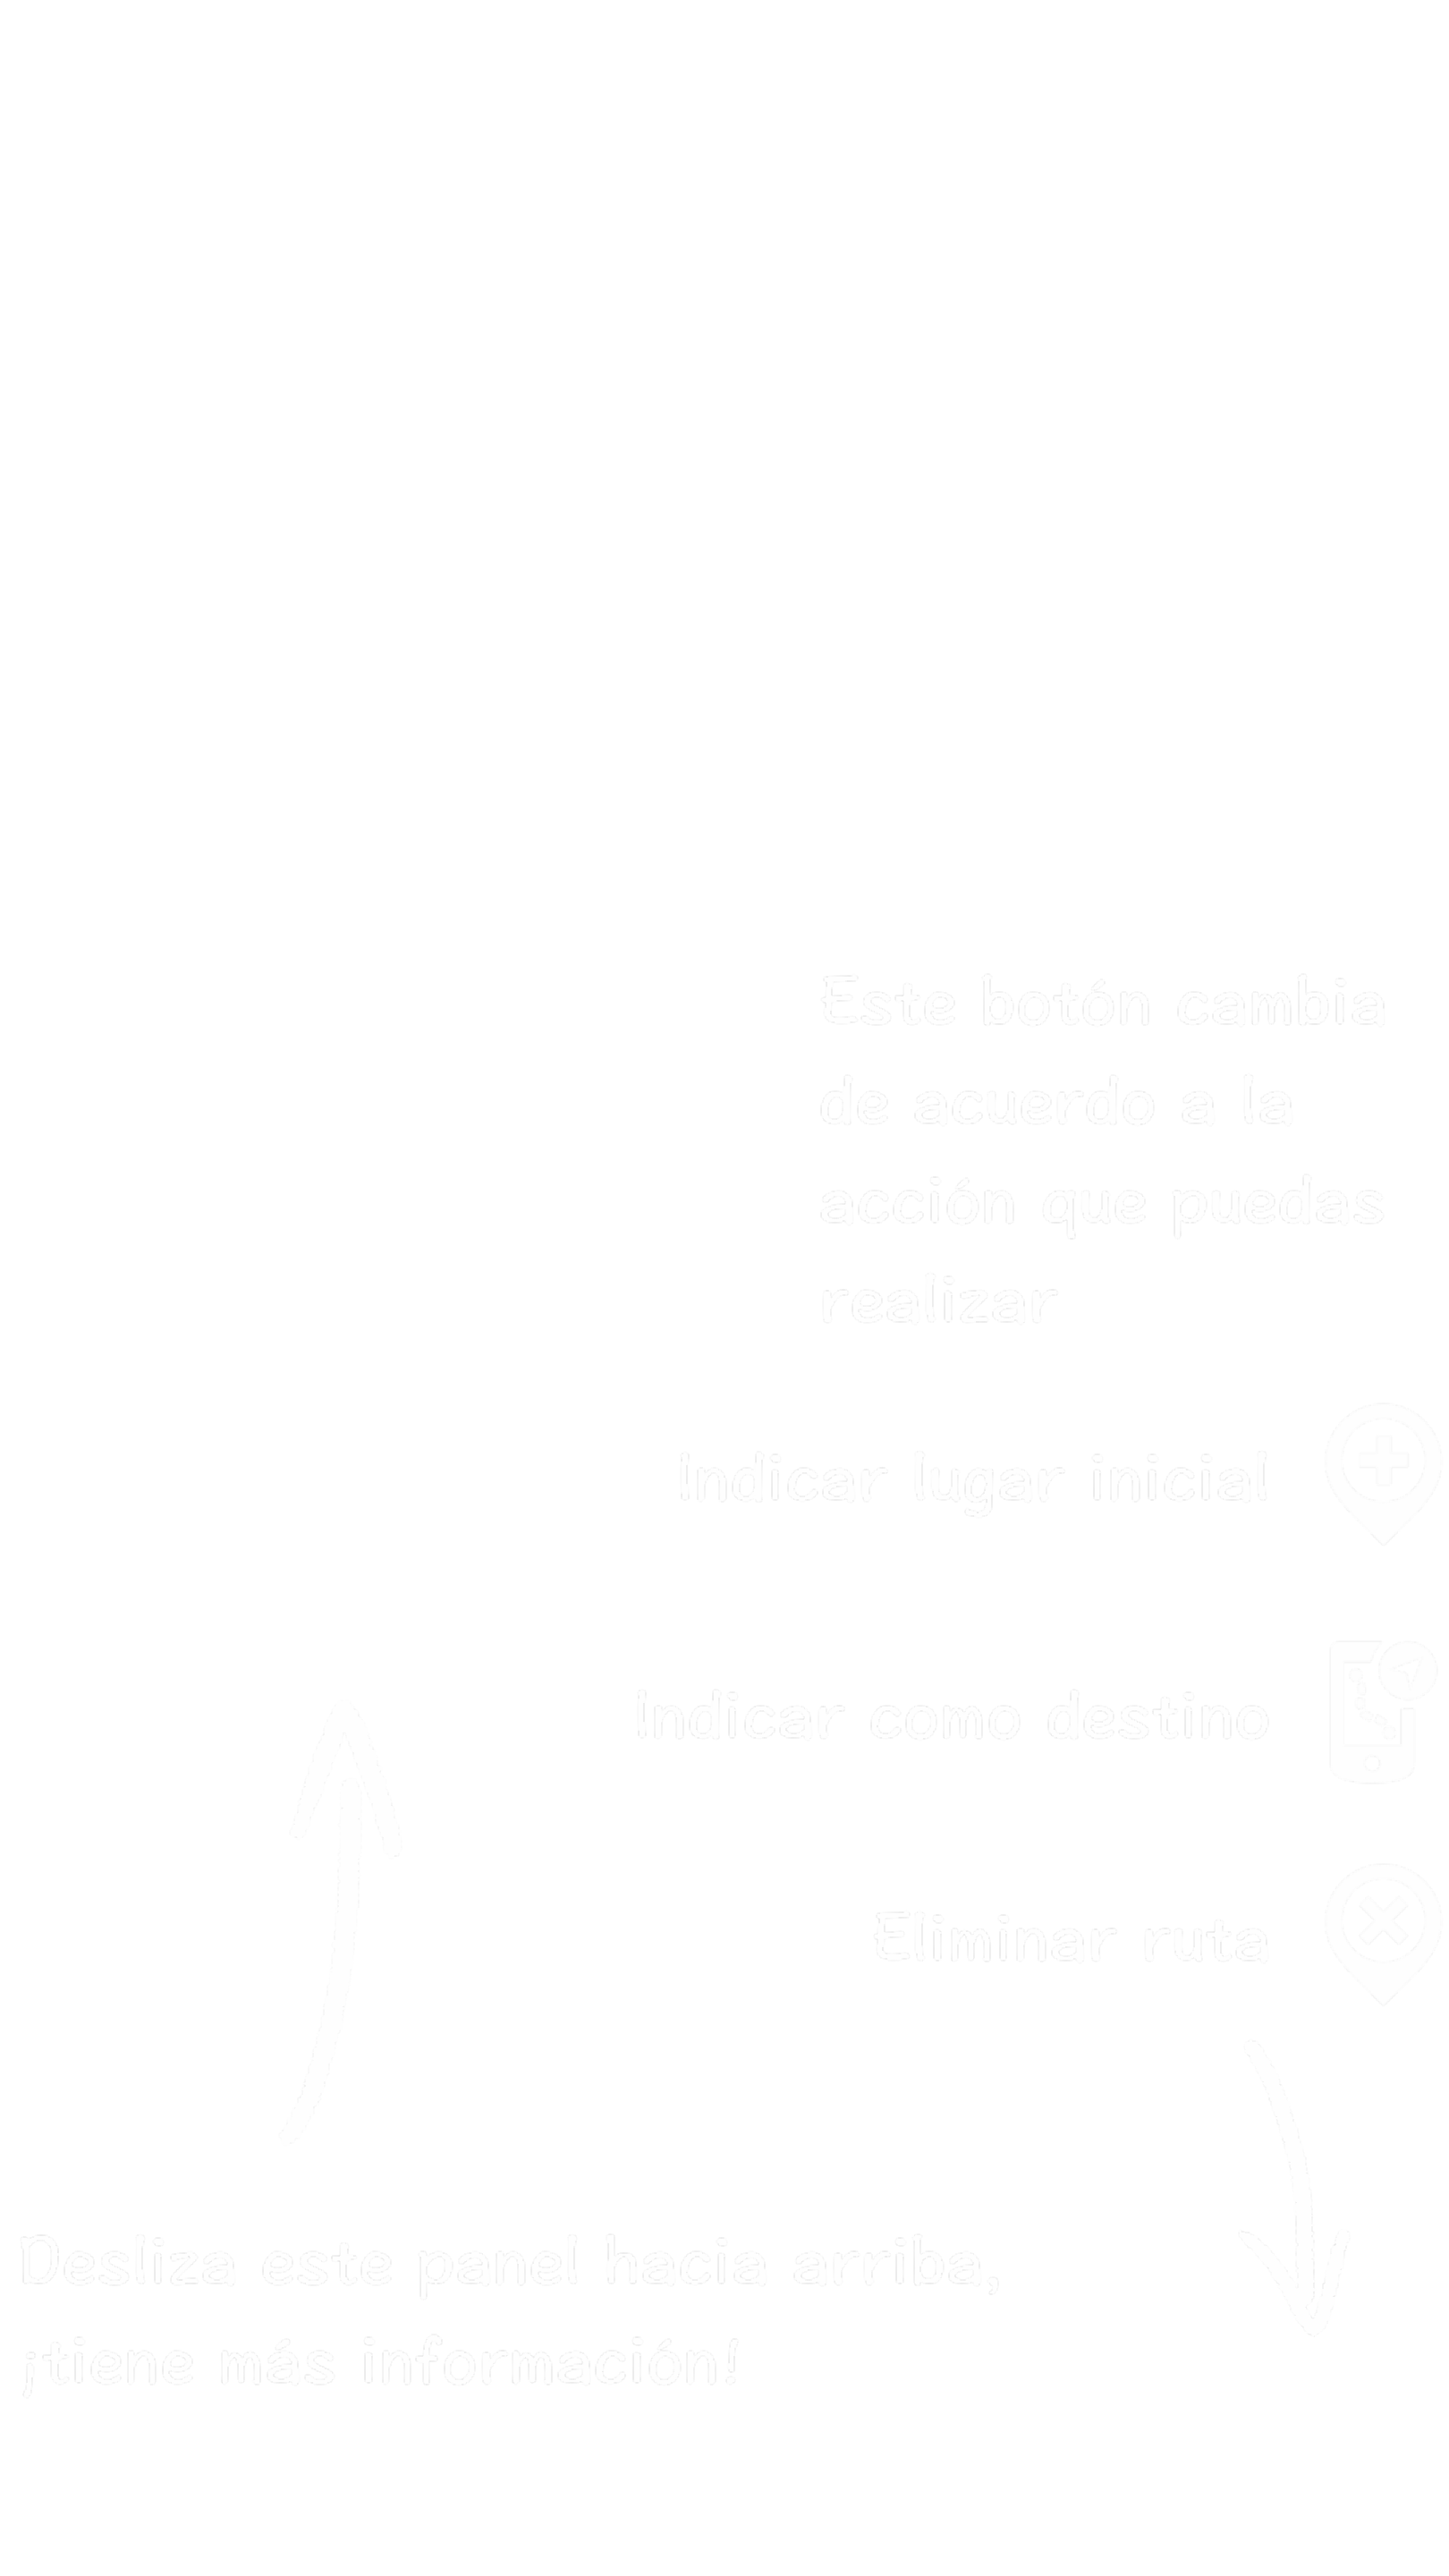 Este botón cambia
de acuerdo a la
acción que puedas
realizar
Indicar lugar inicial
Indicar como destino
Eliminar ruta
Desliza este panel hacia arriba,
¡tiene más información!